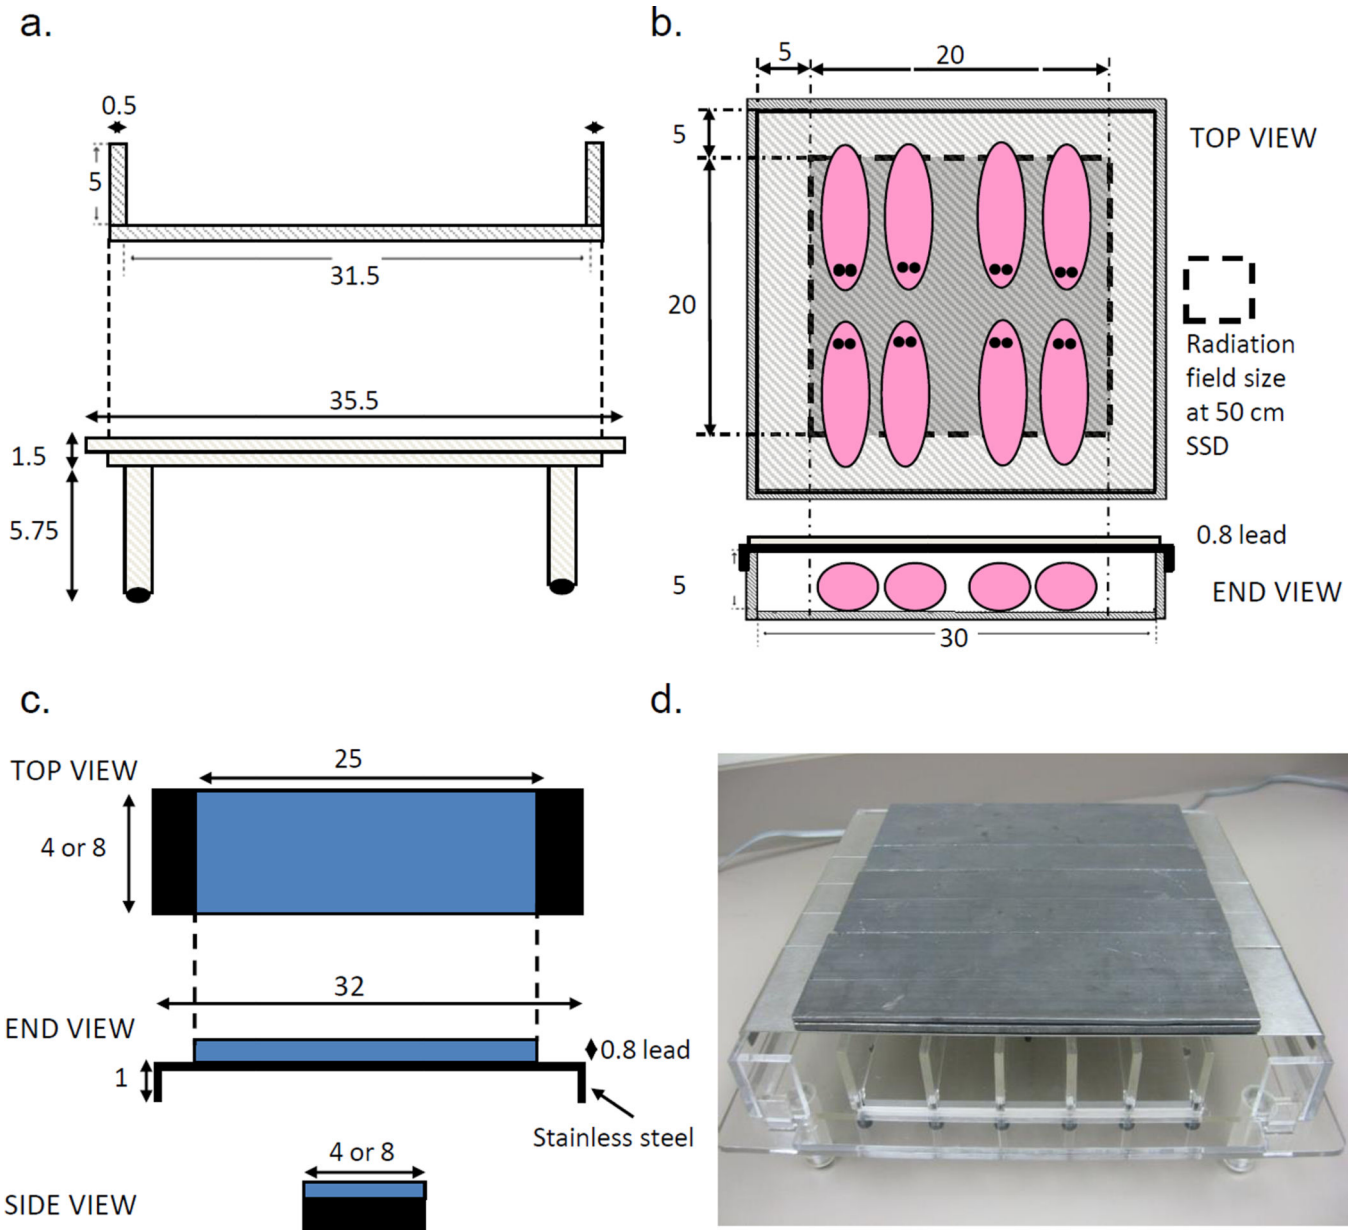 a.
0.5
5
31.5
35.5
1.5
5.75
b.
5
20
5
20
TOP VIEW
Radiation
field size
at 50 cm
SSD
0.8 lead
5
END VIEW
30
c.
TOP VIEW
25
4 or 8
32
END VIEW
0.8 lead
1
Stainless steel
4 or 8
SIDE VIEW
d.